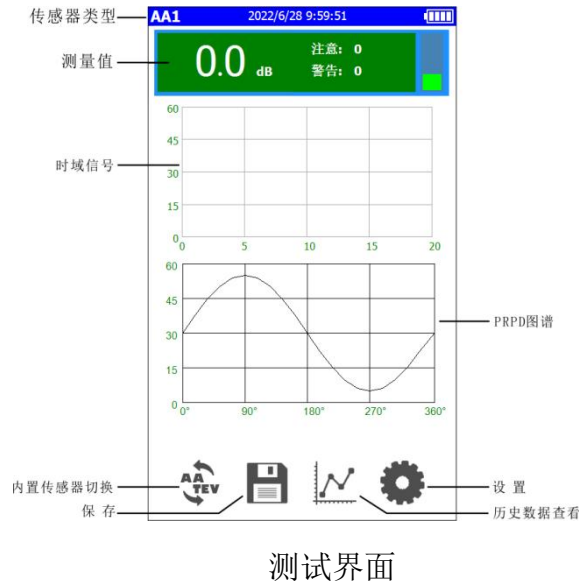 传感器类型
AA1 2022/6/28 9:59:51
测量值
0.0 dB
注意: 0
警告: 0
时域信号
60
45
30
15
0
0 5 10 15 20
60
45
30
15
0
0° 90° 180° 270° 360°
PRPD图谱
AA
TEV
内置传感器切换
保 存
设 置
历史数据查看
测试界面